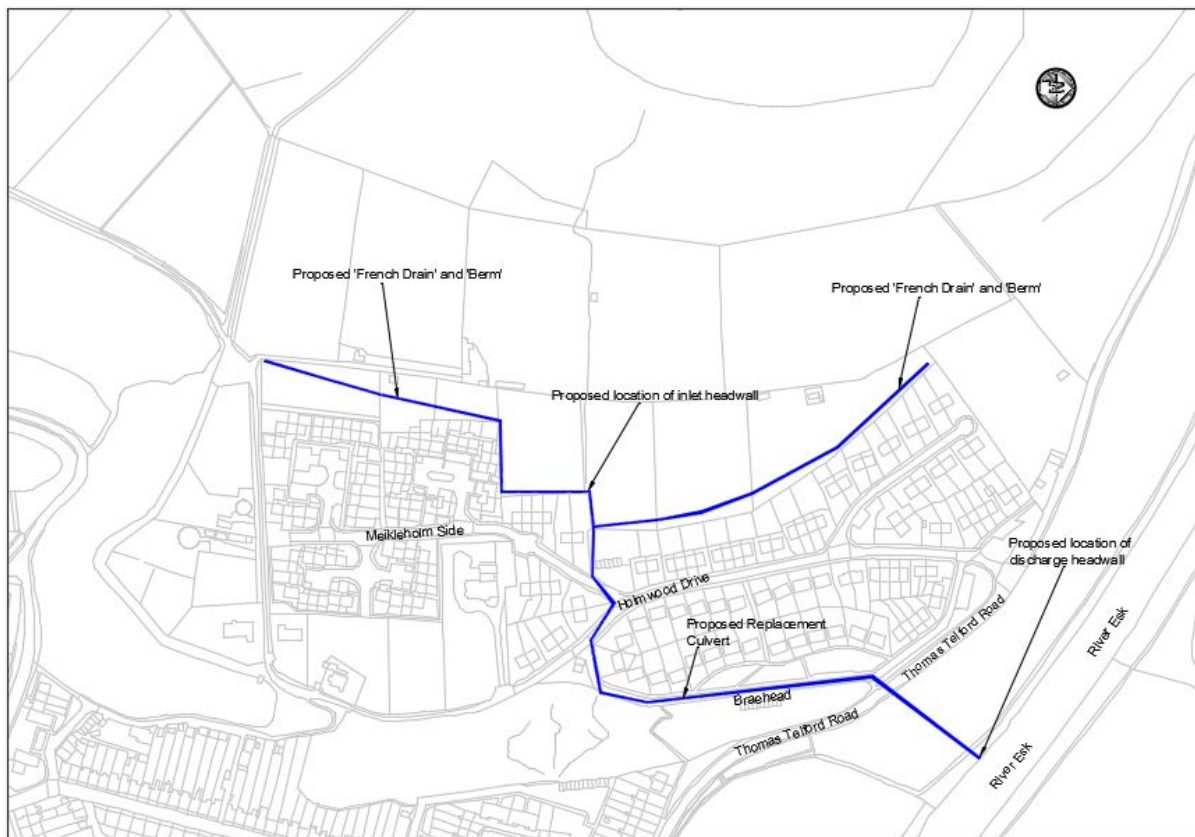 Proposed 'French Drain' and 'Berm'
Proposed 'French Drain' and 'Berm'
Proposed location of inlet headwall
Meikleholm Side
Proposed location of
discharge headwall
Holmwood Drive
Proposed Replacement
Culvert
Thomas Telford Road
River Esk
Braehead
Thomas Telford Road
River Esk